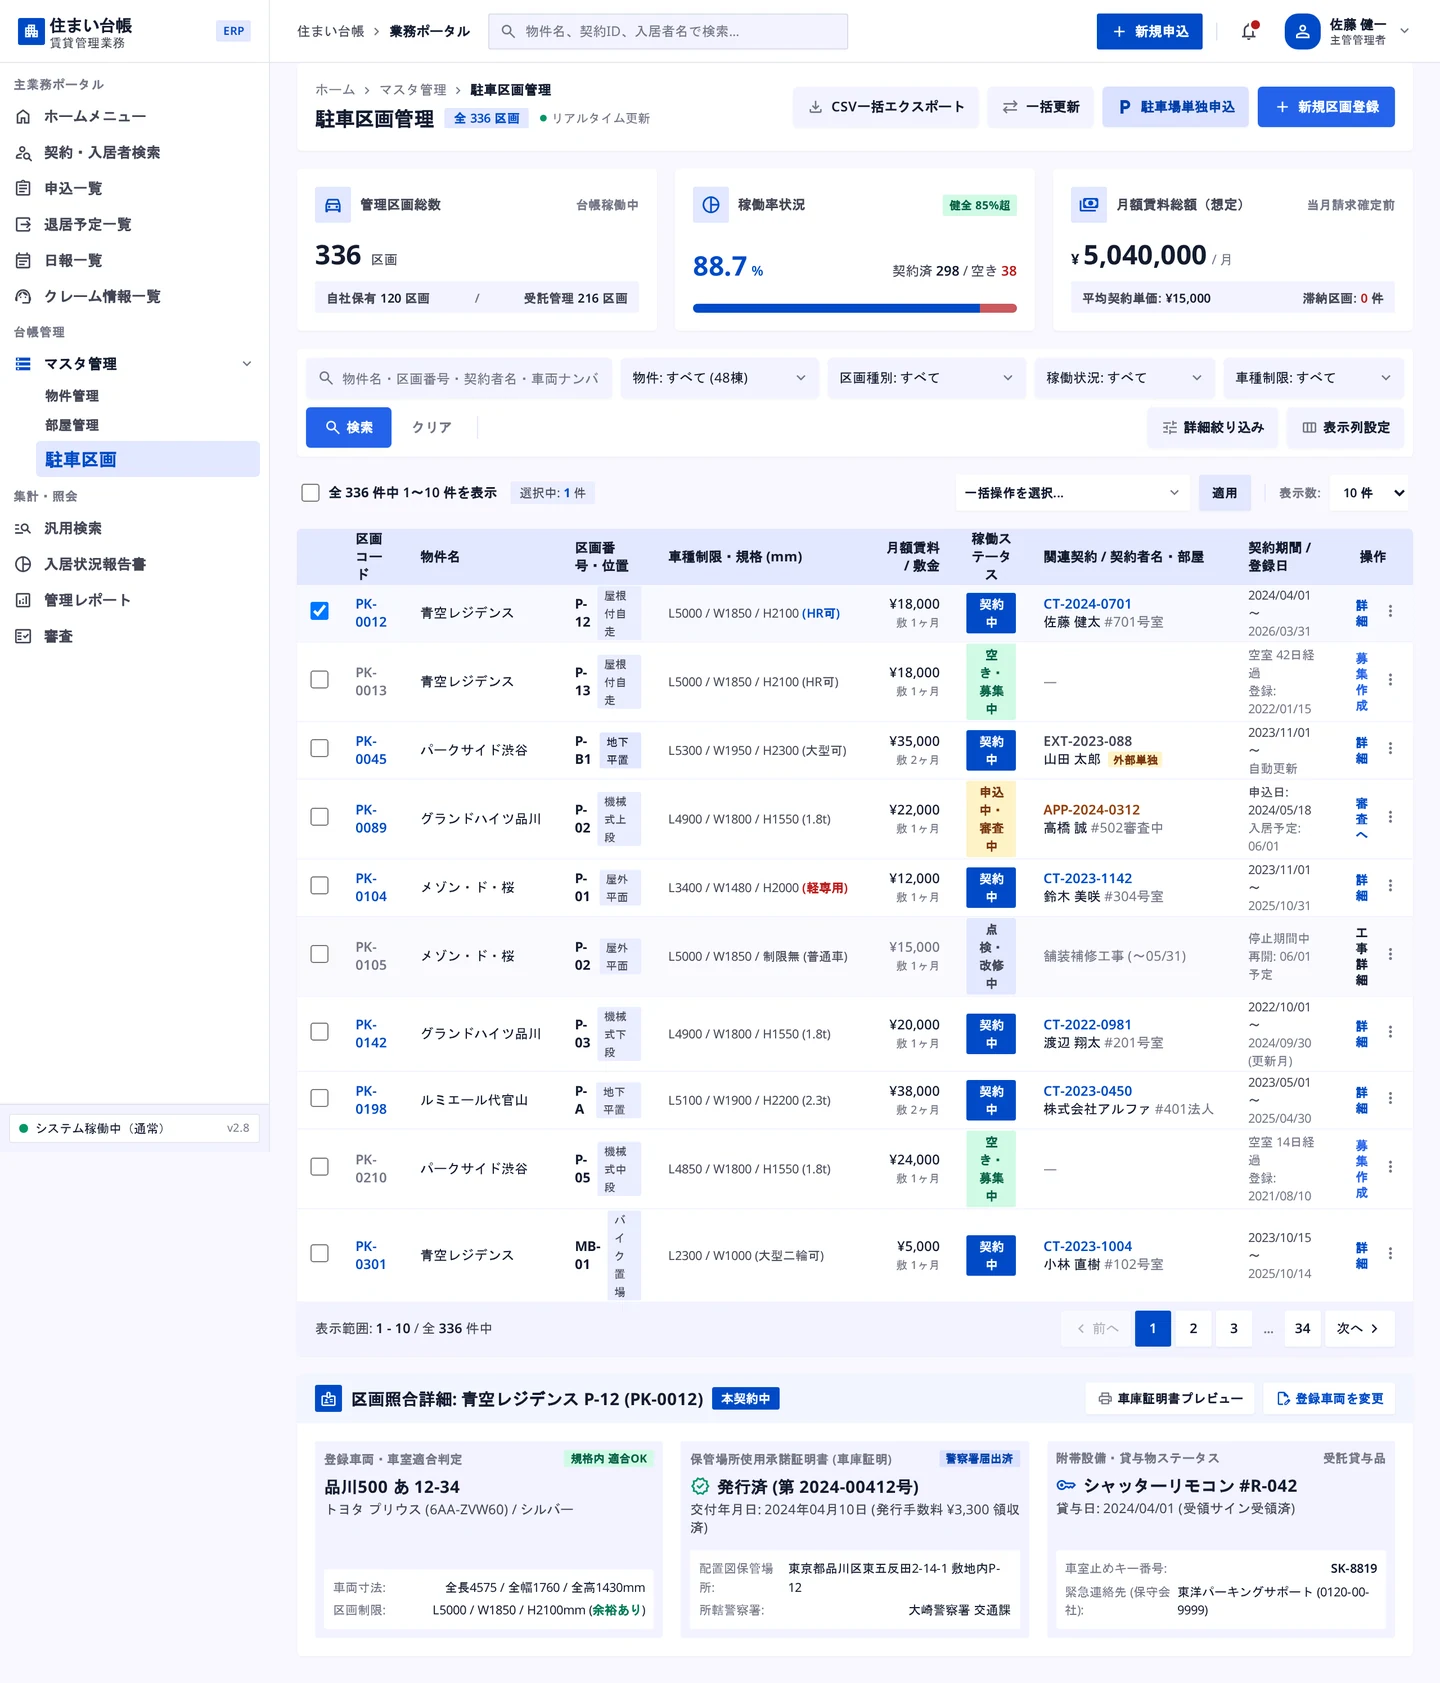 住まい台帳
賃貸管理業務
ERP
住まい台帳 > 業務ポータル
物件名、契約ID、入居者名で検索...
新規申込
佐藤 健一
主管管理者
主業務ポータル
ホームメニュー
契約・入居者検索
申込一覧
退居予定一覧
日報一覧
クレーム情報一覧
台帳管理
マスタ管理
物件管理
部屋管理
駐車区画
集計・照会
汎用検索
入居状況報告書
管理レポート
審査
システム稼働中（通常）
v2.8
ホーム > マスタ管理 > 駐車区画管理
駐車区画管理
全 336 区画
リアルタイム更新
CSV一括エクスポート
一括更新
P 駐車場単独申込
新規区画登録
管理区画総数
台帳稼働中
336 区画
自社保有 120 区画 / 受託管理 216 区画
稼働率状況
健全 85%超
88.7 %
契約済 298 / 空き 38
月額賃料総額（想定）
当月請求確定前
¥ 5,040,000 / 月
平均契約単価: ¥15,000
滞納区画: 0 件
物件名・区画番号・契約者名・車両ナンバ
物件: すべて (48棟)
区画種別: すべて
稼働状況: すべて
車種制限: すべて
検索
クリア
詳細絞り込み
表示列設定
全 336 件中 1〜10 件を表示
選択中: 1 件
一括操作を選択...
適用
表示数:
10 件
区画
コー
ド
物件名
区画番
号・位置
車種制限・規格 (mm)
月額賃料
/ 敷金
稼働ス
テータ
ス
関連契約 / 契約者名・部屋
契約期間 /
登録日
操作
PK-
0012
青空レジデンス
P-
12
屋根
付自
走
L5000 / W1850 / H2100 (HR可)
¥18,000
敷 1ヶ月
契約
中
CT-2024-0701
佐藤 健太 #701号室
2024/04/01
〜
2026/03/31
詳
細
PK-
0013
青空レジデンス
P-
13
屋根
付自
走
L5000 / W1850 / H2100 (HR可)
¥18,000
敷 1ヶ月
空
き・
募集
中
—
空室 42日経
過
登録:
2022/01/15
募
集
作
成
PK-
0045
パークサイド渋谷
P-
B1
地下
平置
L5300 / W1950 / H2300 (大型可)
¥35,000
敷 2ヶ月
契約
中
EXT-2023-088
山田 太郎 外部単独
2023/11/01
〜
自動更新
詳
細
PK-
0089
グランドハイツ品川
P-
02
機械
式上
段
L4900 / W1800 / H1550 (1.8t)
¥22,000
敷 1ヶ月
申込
中・
審査
中
APP-2024-0312
高橋 誠 #502審査中
申込日:
2024/05/18
入居予定:
06/01
審
査
へ
PK-
0104
メゾン・ド・桜
P-
01
屋外
平面
L3400 / W1480 / H2000 (軽専用)
¥12,000
敷 1ヶ月
契約
中
CT-2023-1142
鈴木 美咲 #304号室
2023/11/01
〜
2025/10/31
詳
細
PK-
0105
メゾン・ド・桜
P-
02
屋外
平面
L5000 / W1850 / 制限無 (普通車)
¥15,000
敷 1ヶ月
点
検・
改修
中
舗装補修工事 (〜05/31)
停止期間中
再開: 06/01
予定
工
事
詳
細
PK-
0142
グランドハイツ品川
P-
03
機械
式下
段
L4900 / W1800 / H1550 (1.8t)
¥20,000
敷 1ヶ月
契約
中
CT-2022-0981
渡辺 翔太 #201号室
2022/10/01
〜
2024/09/30
(更新月)
詳
細
PK-
0198
ルミエール代官山
P-
A
地下
平置
L5100 / W1900 / H2200 (2.3t)
¥38,000
敷 2ヶ月
契約
中
CT-2023-0450
株式会社アルファ #401法人
2023/05/01
〜
2025/04/30
詳
細
PK-
0210
パークサイド渋谷
P-
05
機械
式中
段
L4850 / W1800 / H1550 (1.8t)
¥24,000
敷 1ヶ月
空
き・
募集
中
—
空室 14日経
過
登録:
2021/08/10
募
集
作
成
PK-
0301
青空レジデンス
MB-
01
バ
イ
ク
置
場
L2300 / W1000 (大型二輪可)
¥5,000
敷 1ヶ月
契約
中
CT-2023-1004
小林 直樹 #102号室
2023/10/15
〜
2025/10/14
詳
細
表示範囲: 1 - 10 / 全 336 件中
前へ 1 2 3 ... 34 次へ
区画照合詳細: 青空レジデンス P-12 (PK-0012)
本契約中
車庫証明書プレビュー
登録車両を変更
登録車両・車室適合判定
規格内 適合OK
品川500 あ 12-34
トヨタ プリウス (6AA-ZVW60) / シルバー
車両寸法:
全長4575 / 全幅1760 / 全高1430mm
区画制限:
L5000 / W1850 / H2100mm (余裕あり)
保管場所使用承諾証明書 (車庫証明)
警察署届出済
発行済 (第 2024-00412号)
交付年月日: 2024年04月10日 (発行手数料 ¥3,300 領収
済)
配置図保管場
所:
東京都品川区東五反田2-14-1 敷地内P-
12
所轄警察署:
大崎警察署 交通課
附帯設備・貸与物ステータス
受託貸与品
シャッターリモコン #R-042
貸与日: 2024/04/01 (受領サイン受領済)
車室止めキー番号:
SK-8819
緊急連絡先 (保守会
社):
東洋パーキングサポート (0120-00-
9999)